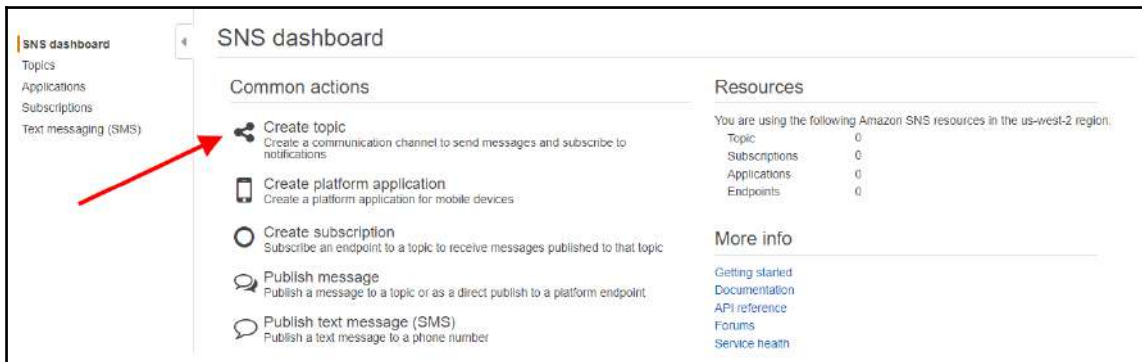 SNS dashboard
Topics
Applications
Subscriptions
Text messaging (SMS)
SNS dashboard
Common actions
Create topic
Create a communication channel to send messages and subscribe to
notifications
Create platform application
Create a platform application for mobile devices
Create subscription
Subscribe an endpoint to a topic to receive messages published to that topic
Publish message
Publish a message to a topic or as a direct publish to a platform endpoint
Publish text message (SMS)
Publish a text message to a phone number
Resources
You are using the following Amazon SNS resources in the us-west-2 region:
Topic 0
Subscriptions 0
Applications 0
Endpoints 0
More info
Getting started
Documentation
API reference
Forums
Service health